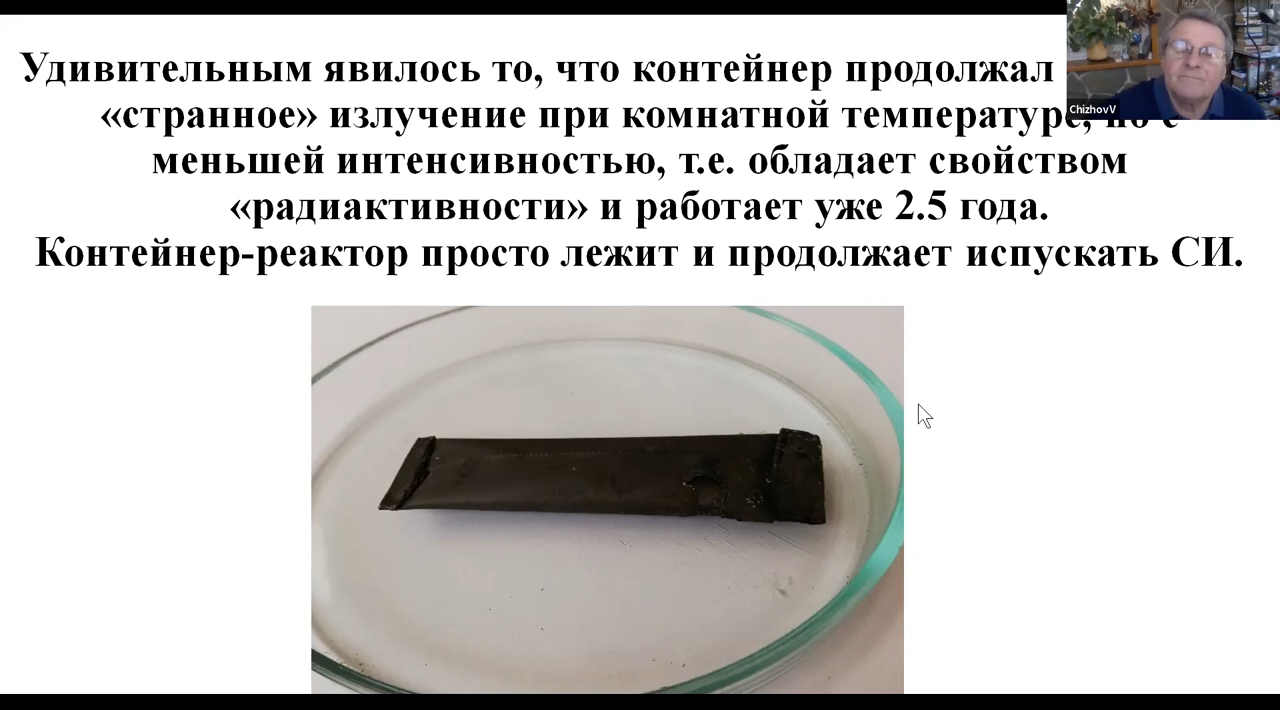 Удивительным явилось то, что контейнер продолжал
«странное» излучение при комнатной температуре, но с
меньшей интенсивностью, т.е. обладает свойством
«радиактивности» и работает уже 2.5 года.
Контейнер-реактор просто лежит и продолжает испускать СИ.
ChizhovV